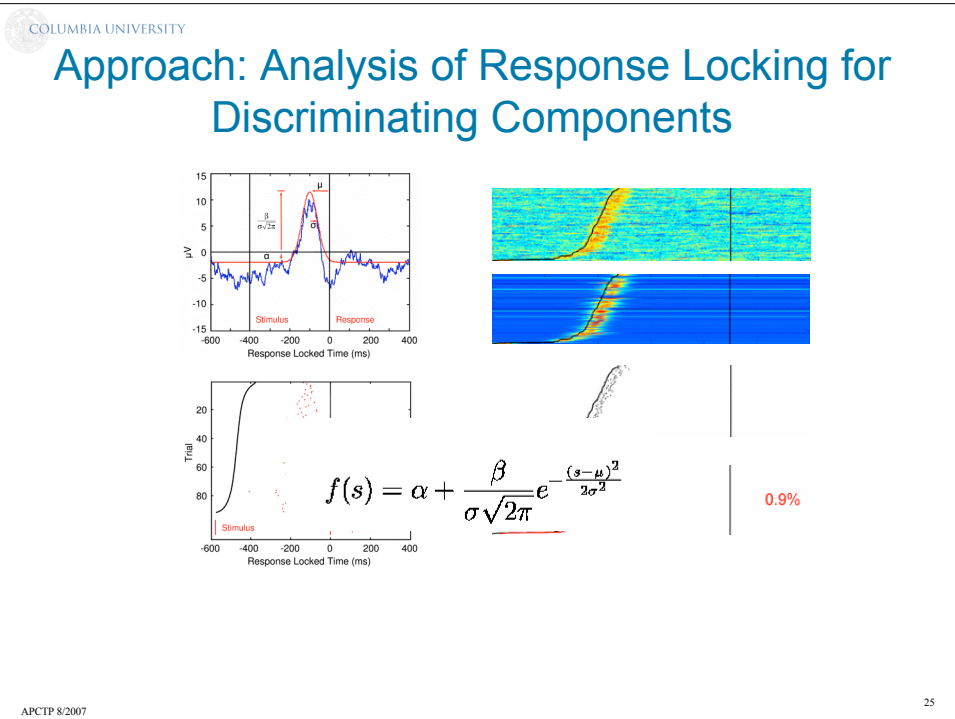 COLUMBIA UNIVERSITY
Approach: Analysis of Response Locking for
Discriminating Components
15
10
5
0
-5
-10
-15
µV
µ
β
σ√2π
σ
α
Stimulus
Response
-600 -400 -200 0 200 400
Response Locked Time (ms)
20
40
60
80
Trial
Stimulus
-600 -400 -200 0 200 400
Response Locked Time (ms)
f(s) = α + β/(σ√2π) e^{-(s-µ)²/(2σ²)}
0.9%
APCTP 8/2007
25